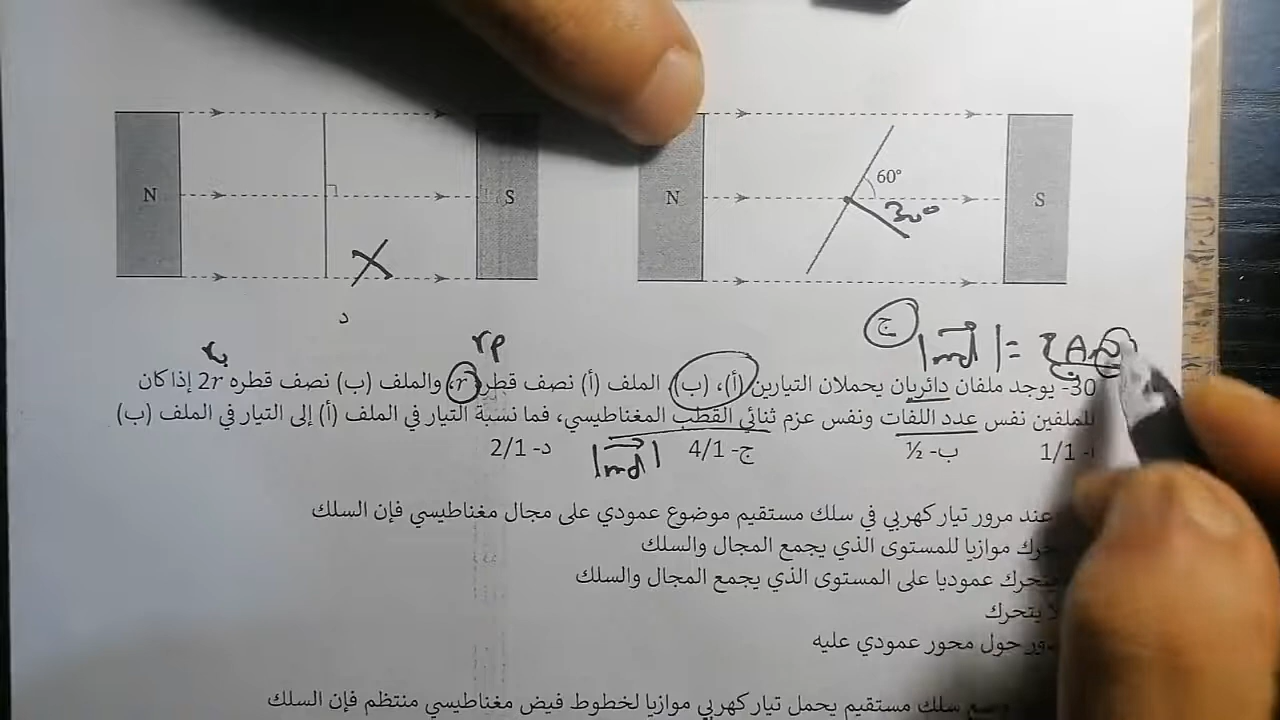 N S N S
60°
30°
د
ج |md| = IAN
rب rم
30- يوجد ملفان دائريان يحملان التيارين (أ)، (ب)، الملف (أ) نصف قطر r، والملف (ب) نصف قطره 2r إذا كان
للملفين نفس عدد اللفات ونفس عزم ثنائي القطب المغناطيسي، فما نسبة التيار في الملف (أ) إلى التيار في الملف (ب)
أ- 1/1 ب- ½ ج- 4/1 د- 2/1
|md|
عند مرور تيار كهربي في سلك مستقيم موضوع عمودي على مجال مغناطيسي فإن السلك
موازيا للمستوى الذي يجمع المجال والسلك
يتحرك عموديا على المستوى الذي يجمع المجال والسلك
لا يتحرك
حول محور عمودي عليه
سلك مستقيم يحمل تيار كهربي موازيا لخطوط فيض مغناطيسي منتظم فإن السلك